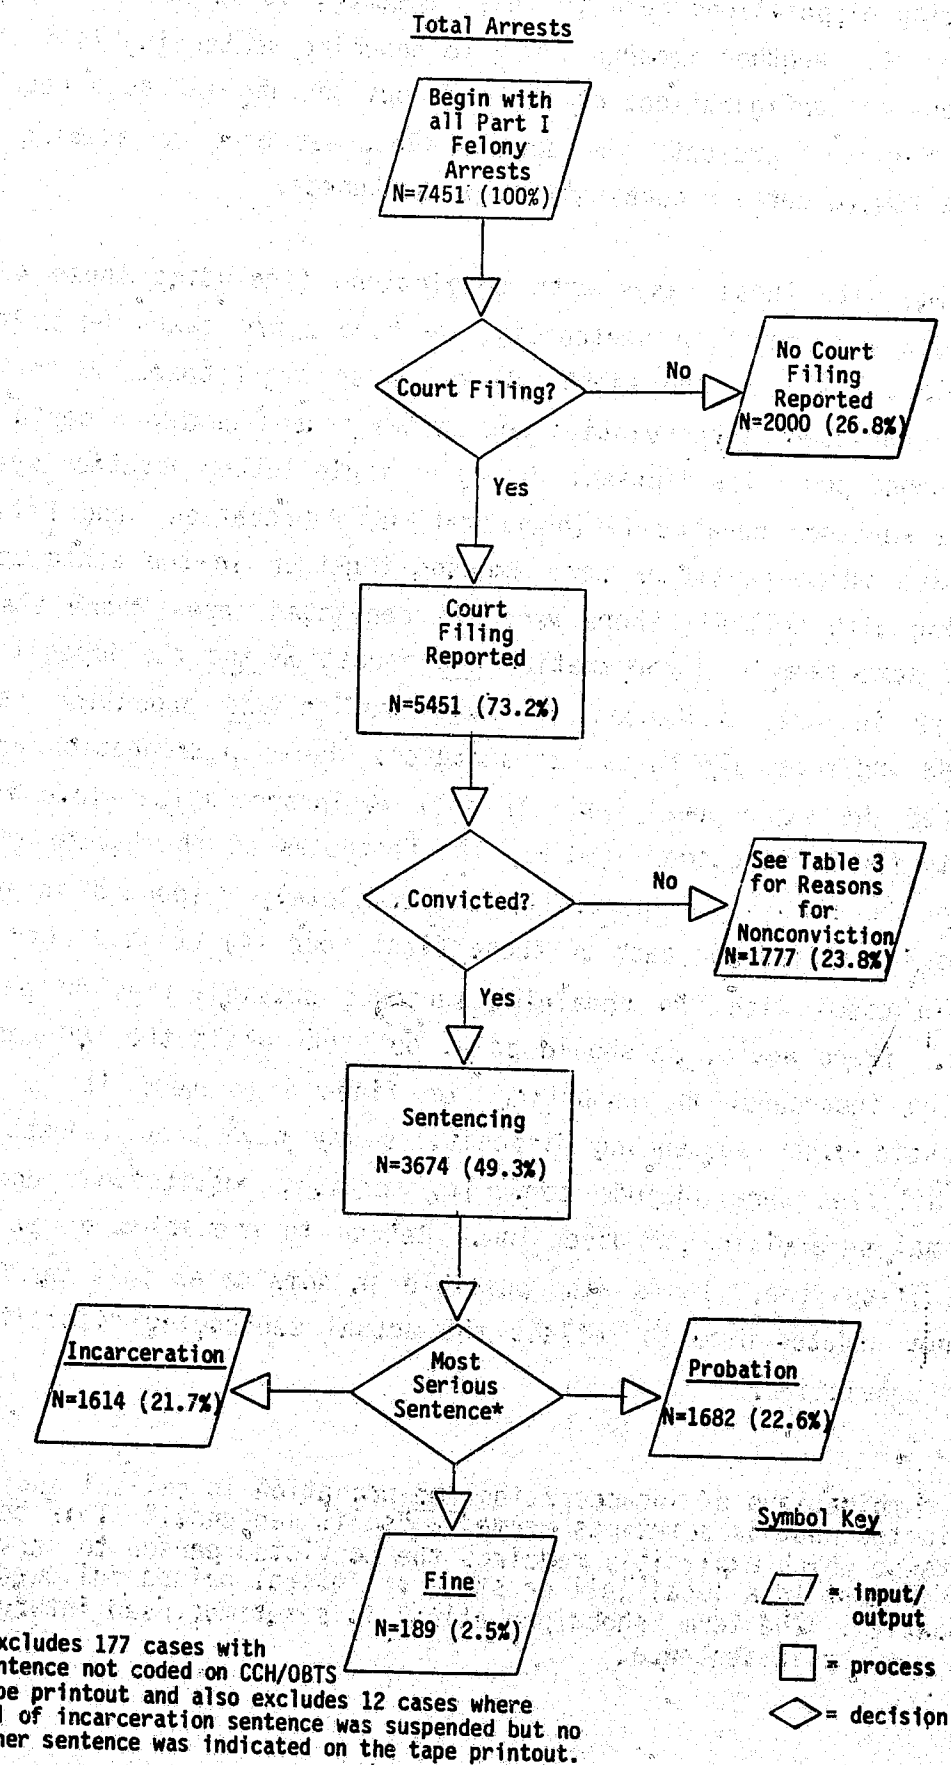 Total Arrests
Begin with
all Part I
Felony
Arrests
N=7451 (100%)
Court Filing?
No
No Court
Filing
Reported
N=2000 (26.8%)
Yes
Court
Filing
Reported
N=5451 (73.2%)
Convicted?
No
See Table 3
for Reasons
for
Nonconviction
N=1777 (23.8%)
Yes
Sentencing
N=3674 (49.3%)
Most
Serious
Sentence*
Incarceration
N=1614 (21.7%)
Probation
N=1682 (22.6%)
Fine
N=189 (2.5%)
Symbol Key
= input/
output
= process
= decision
xcludes 177 cases with
ntence not coded on CCH/OBTS
pe printout and also excludes 12 cases where
l of incarceration sentence was suspended but no
her sentence was indicated on the tape printout.